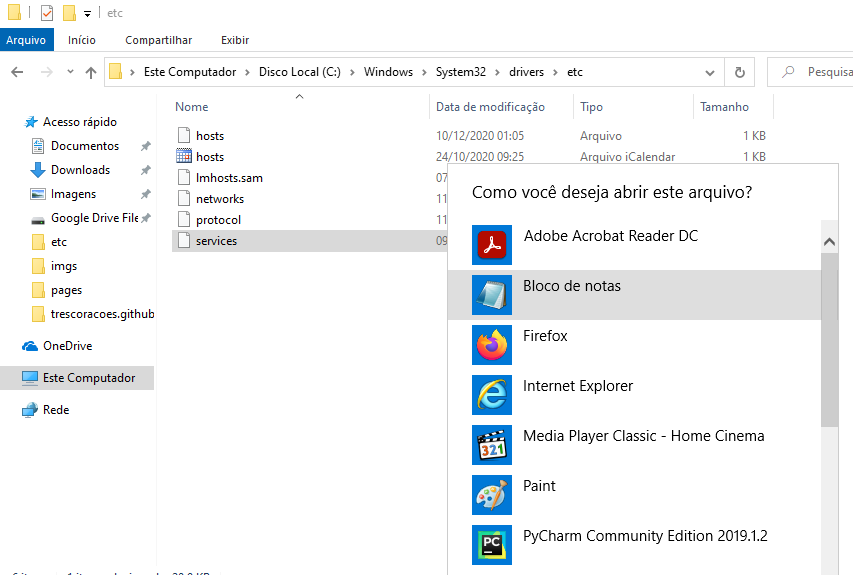 etc
Arquivo Início Compartilhar Exibir
Este Computador Disco Local (C:) Windows System32 drivers etc Pesquisa
Nome Data de modificação Tipo Tamanho
Acesso rápido
Documentos
Downloads
Imagens
Google Drive File
etc
imgs
pages
trescoracoes.github
OneDrive
Este Computador
Rede
hosts 10/12/2020 01:05 Arquivo 1 KB
hosts 24/10/2020 09:25 Arquivo iCalendar 1 KB
lmhosts.sam 07
networks 11
protocol 11
services 09
Como você deseja abrir este arquivo?
Adobe Acrobat Reader DC
Bloco de notas
Firefox
Internet Explorer
321
Media Player Classic - Home Cinema
Paint
PC
PyCharm Community Edition 2019.1.2